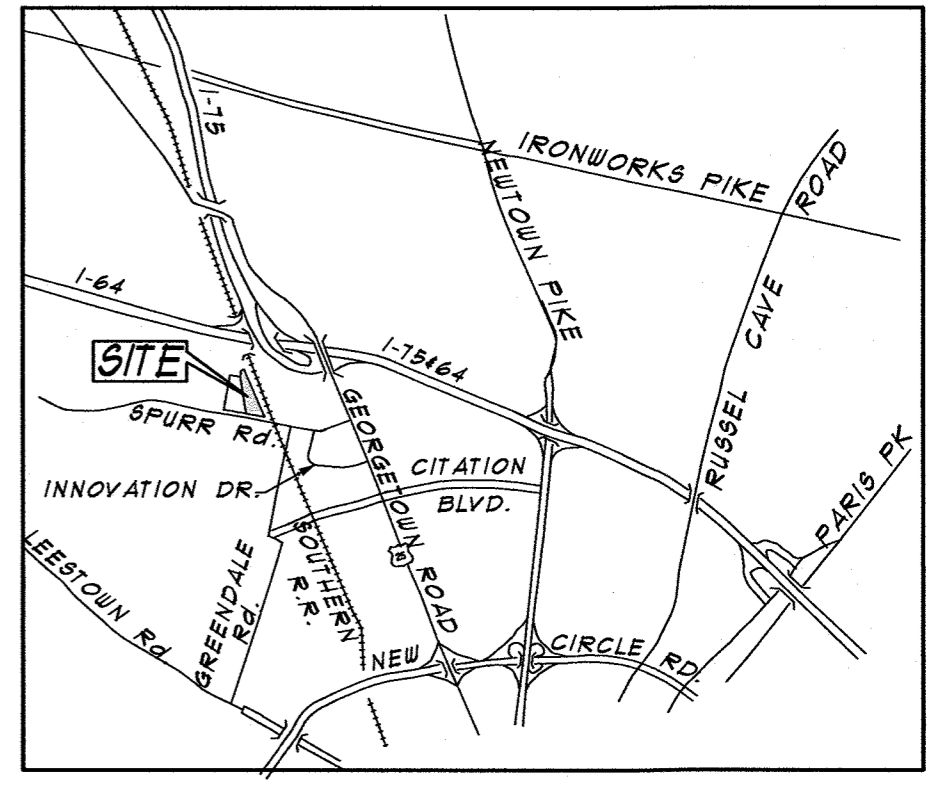 I-75
IRONWORKS PIKE
NEWTOWN PIKE
ROAD
CAVE
RUSSEL
I-64
SITE
I-75&64
SPURR Rd.
GEORGETOWN ROAD
CITATION
BLVD.
INNOVATION DR.
PARIS PK
LEESTOWN Rd
GREENDALE
Rd.
SOUTHERN
R.R.
NEW CIRCLE RD.